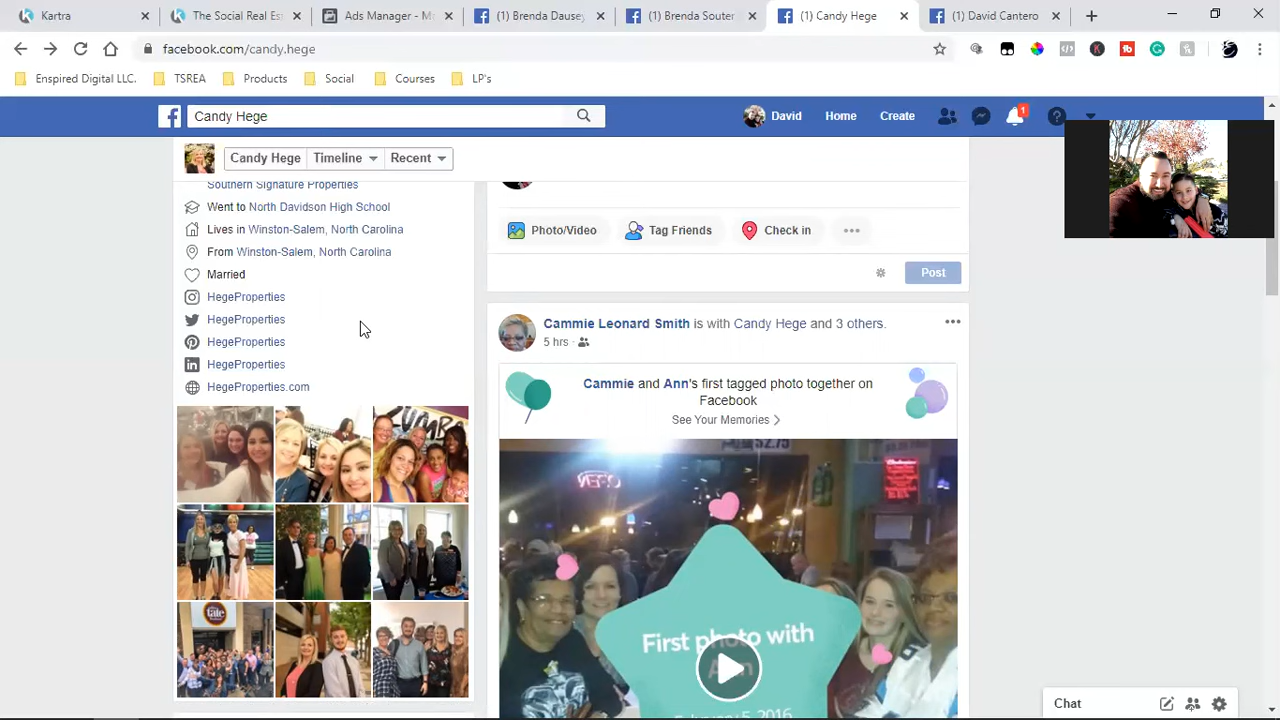 Kartra
The Social Real Est
Ads Manager - M
(1) Brenda Dausey
(1) Brenda Souter
(1) Candy Hege
(1) David Cantero
facebook.com/candy.hege
Enspired Digital LLC.
TSREA
Products
Social
Courses
LP's
Candy Hege
David
Home
Create
1
Candy Hege
Timeline
Recent
Southern Signature Properties
Went to North Davidson High School
Lives in Winston-Salem, North Carolina
From Winston-Salem, North Carolina
Married
HegeProperties
HegeProperties
HegeProperties
HegeProperties
HegeProperties.com
ZUMBA
tate
Photo/Video
Tag Friends
Check in
Post
Cammie Leonard Smith is with Candy Hege and 3 others.
5 hrs
Cammie and Ann's first tagged photo together on
Facebook
See Your Memories
First photo with
Chat